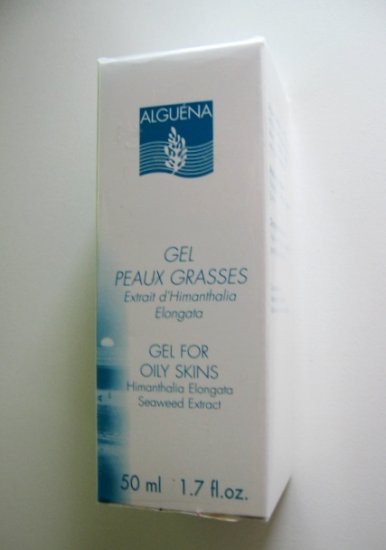 ALGUÉNA
GEL
PEAUX GRASSES
Extrait d'Himanthalia
Elongata
GEL FOR
OILY SKINS
Himanthalia Elongata
Seaweed Extract
50 ml 1.7 fl.oz.